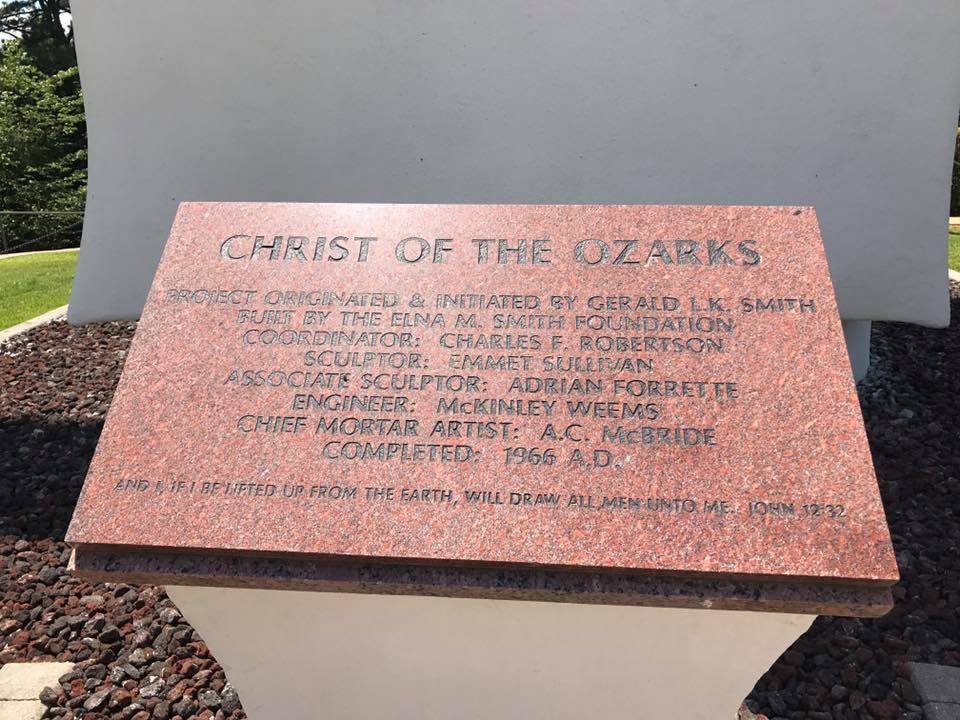 CHRIST OF THE OZARKS
PROJECT ORIGINATED & INITIATED BY GERALD L.K. SMITH
BUILT BY THE ELNA M. SMITH FOUNDATION
COORDINATOR: CHARLES F. ROBERTSON
SCULPTOR: EMMET SULLIVAN
ASSOCIATE SCULPTOR: ADRIAN FORRETTE
ENGINEER: McKINLEY WEEMS
CHIEF MORTAR ARTIST: A.C. McBRIDE
COMPLETED: 1966 A.D.
AND I, IF I BE LIFTED UP FROM THE EARTH, WILL DRAW ALL MEN UNTO ME. JOHN 12:32